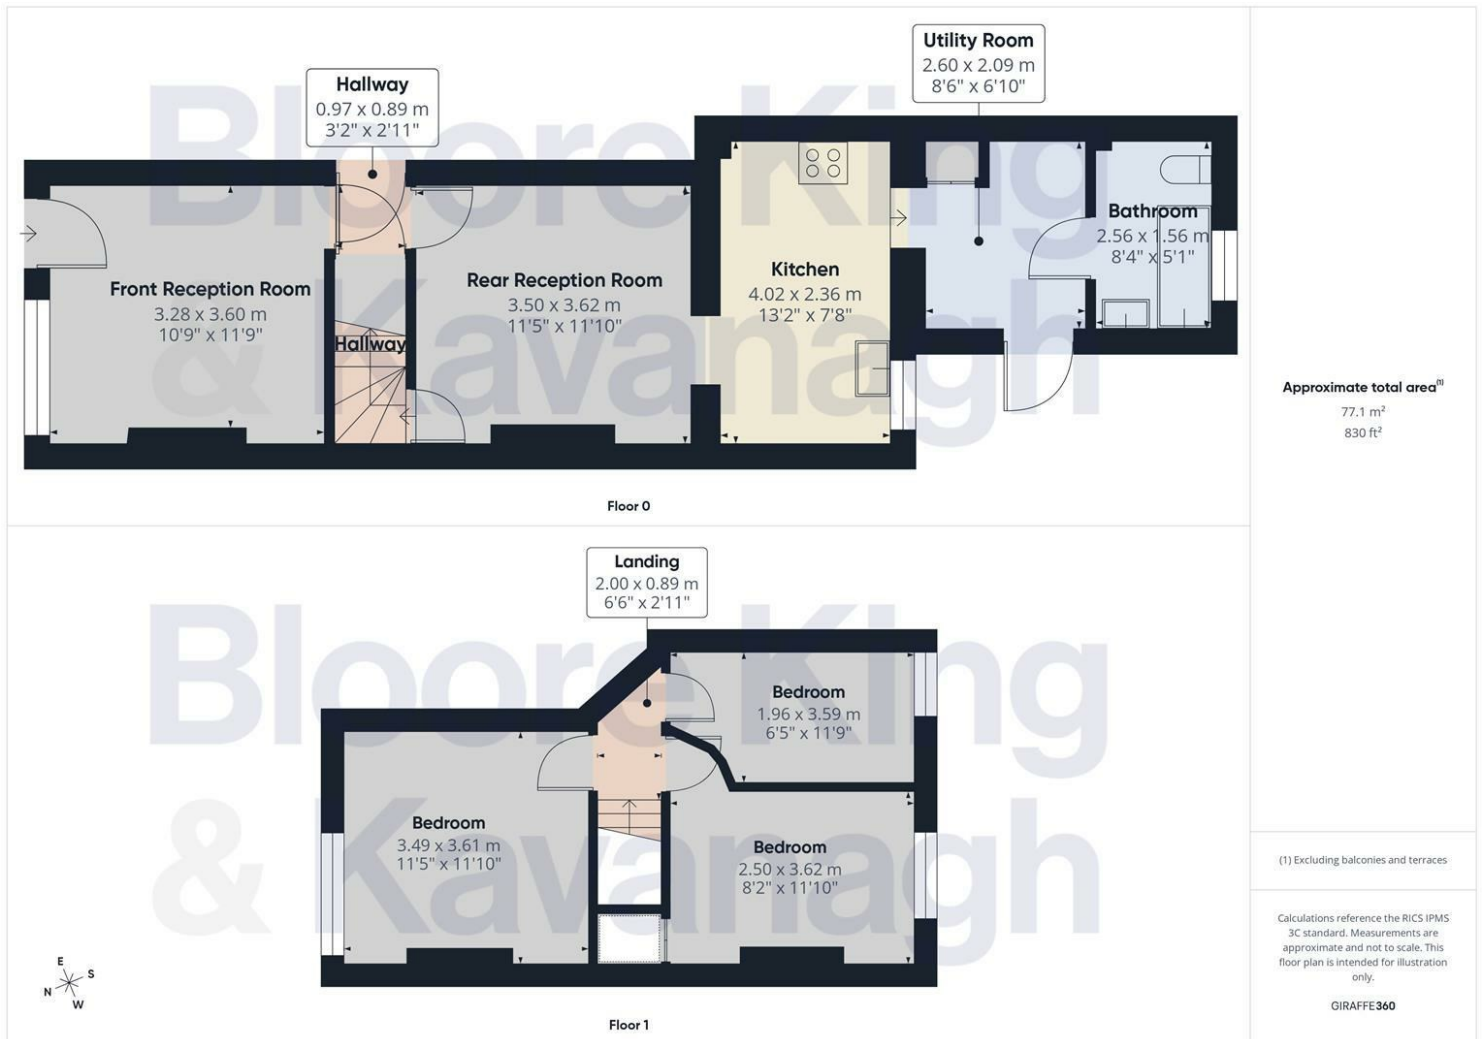 Bloore King
& Kavanagh
Utility Room
2.60 x 2.09 m
8'6" x 6'10"
Hallway
0.97 x 0.89 m
3'2" x 2'11"
Bathroom
2.56 x 1.56 m
8'4" x 5'1"
Kitchen
4.02 x 2.36 m
13'2" x 7'8"
Rear Reception Room
3.50 x 3.62 m
11'5" x 11'10"
Front Reception Room
3.28 x 3.60 m
10'9" x 11'9"
Hallway
Floor 0
Bloore King
& Kavanagh
Landing
2.00 x 0.89 m
6'6" x 2'11"
Bedroom
1.96 x 3.59 m
6'5" x 11'9"
Bedroom
3.49 x 3.61 m
11'5" x 11'10"
Bedroom
2.50 x 3.62 m
8'2" x 11'10"
E
S
N
W
Floor 1
Approximate total area(1)
77.1 m²
830 ft²
(1) Excluding balconies and terraces
Calculations reference the RICS IPMS
3C standard. Measurements are
approximate and not to scale. This
floor plan is intended for illustration
only.
GIRAFFE360